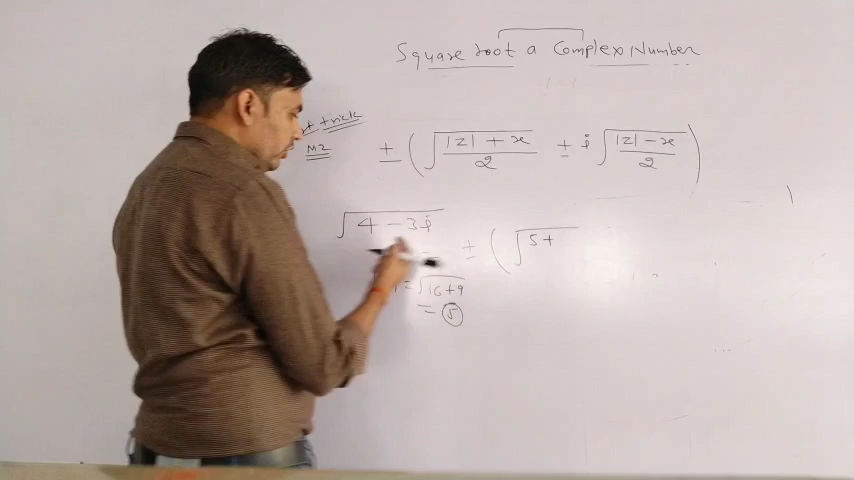 Square root a Complex Number
trick
M2
± ( √(|z| + x)/2 ± i √(|z| - x)/2 )
√4 - 3i
± ( √5 +
= √16+9
= 5